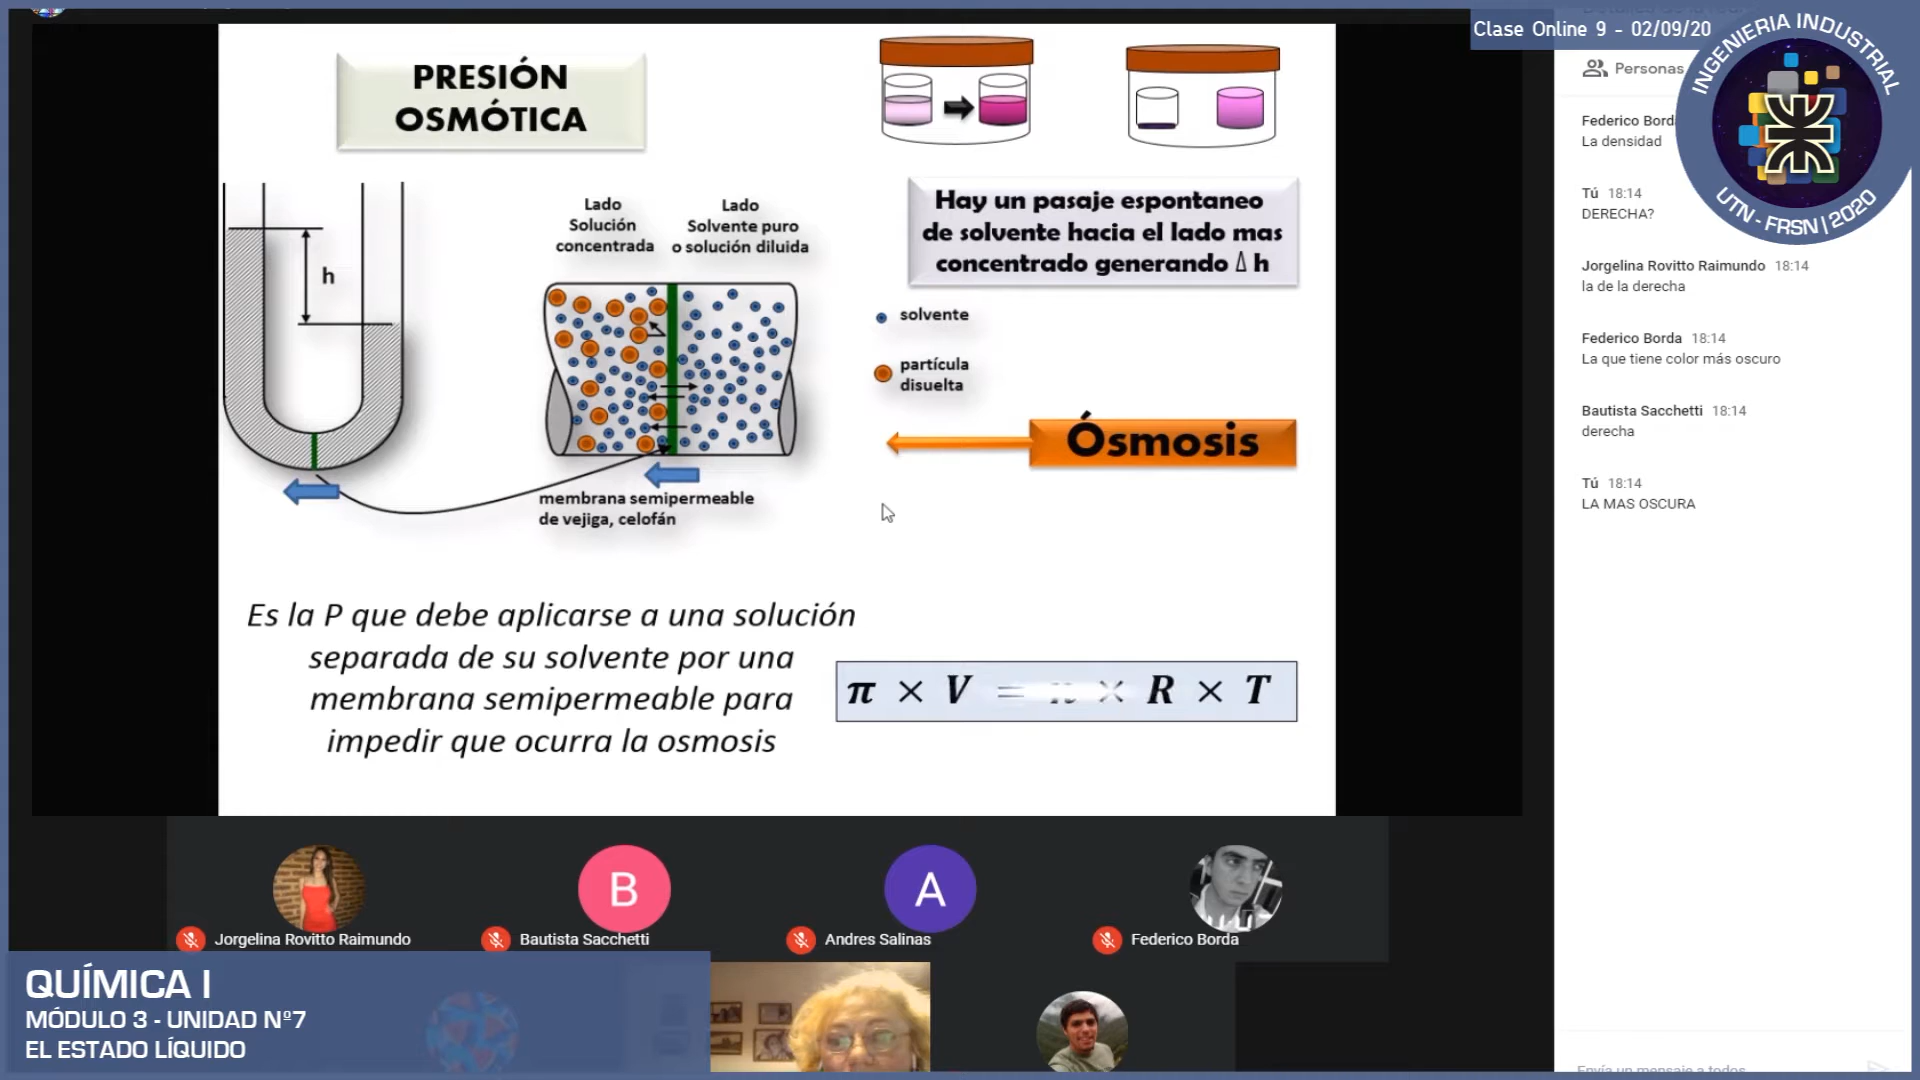 Clase Online 9 - 02/09/20
INGENIERIA INDUSTRIAL
UTN - FRSN | 2020
PRESIÓN
OSMÓTICA
h
Lado
Solución
concentrada
Lado
Solvente puro
o solución diluida
Hay un pasaje espontaneo
de solvente hacia el lado mas
concentrado generando Δ h
solvente
partícula
disuelta
Ósmosis
membrana semipermeable
de vejiga, celofán
Es la P que debe aplicarse a una solución
separada de su solvente por una
membrana semipermeable para
impedir que ocurra la osmosis
π × V = n × R × T
Personas
Federico Borda
La densidad
Tú 18:14
DERECHA?
Jorgelina Rovitto Raimundo 18:14
la de la derecha
Federico Borda 18:14
La que tiene color más oscuro
Bautista Sacchetti 18:14
derecha
Tú 18:14
LA MAS OSCURA
B
A
Jorgelina Rovitto Raimundo
Bautista Sacchetti
Andres Salinas
Federico Borda
QUÍMICA I
MÓDULO 3 - UNIDAD Nº7
EL ESTADO LÍQUIDO
Envía un mensaje a todos